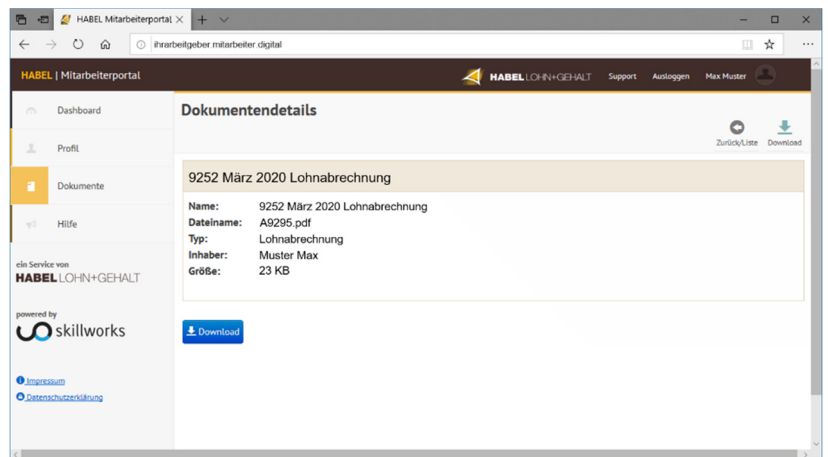 HABEL Mitarbeiterportal
ihrarbeitgeber.mitarbeiter.digital
HABEL | Mitarbeiterportal
HABEL LOHN+GEHALT Support Ausloggen Max Muster
Dashboard
Profil
Dokumente
Hilfe
ein Service von
HABEL LOHN+GEHALT
powered by
skillworks
Impressum
Datenschutzerklärung
Dokumentendetails
Zurück/Liste Download
9252 März 2020 Lohnabrechnung
Name: 9252 März 2020 Lohnabrechnung
Dateiname: A9295.pdf
Typ: Lohnabrechnung
Inhaber: Muster Max
Größe: 23 KB
Download